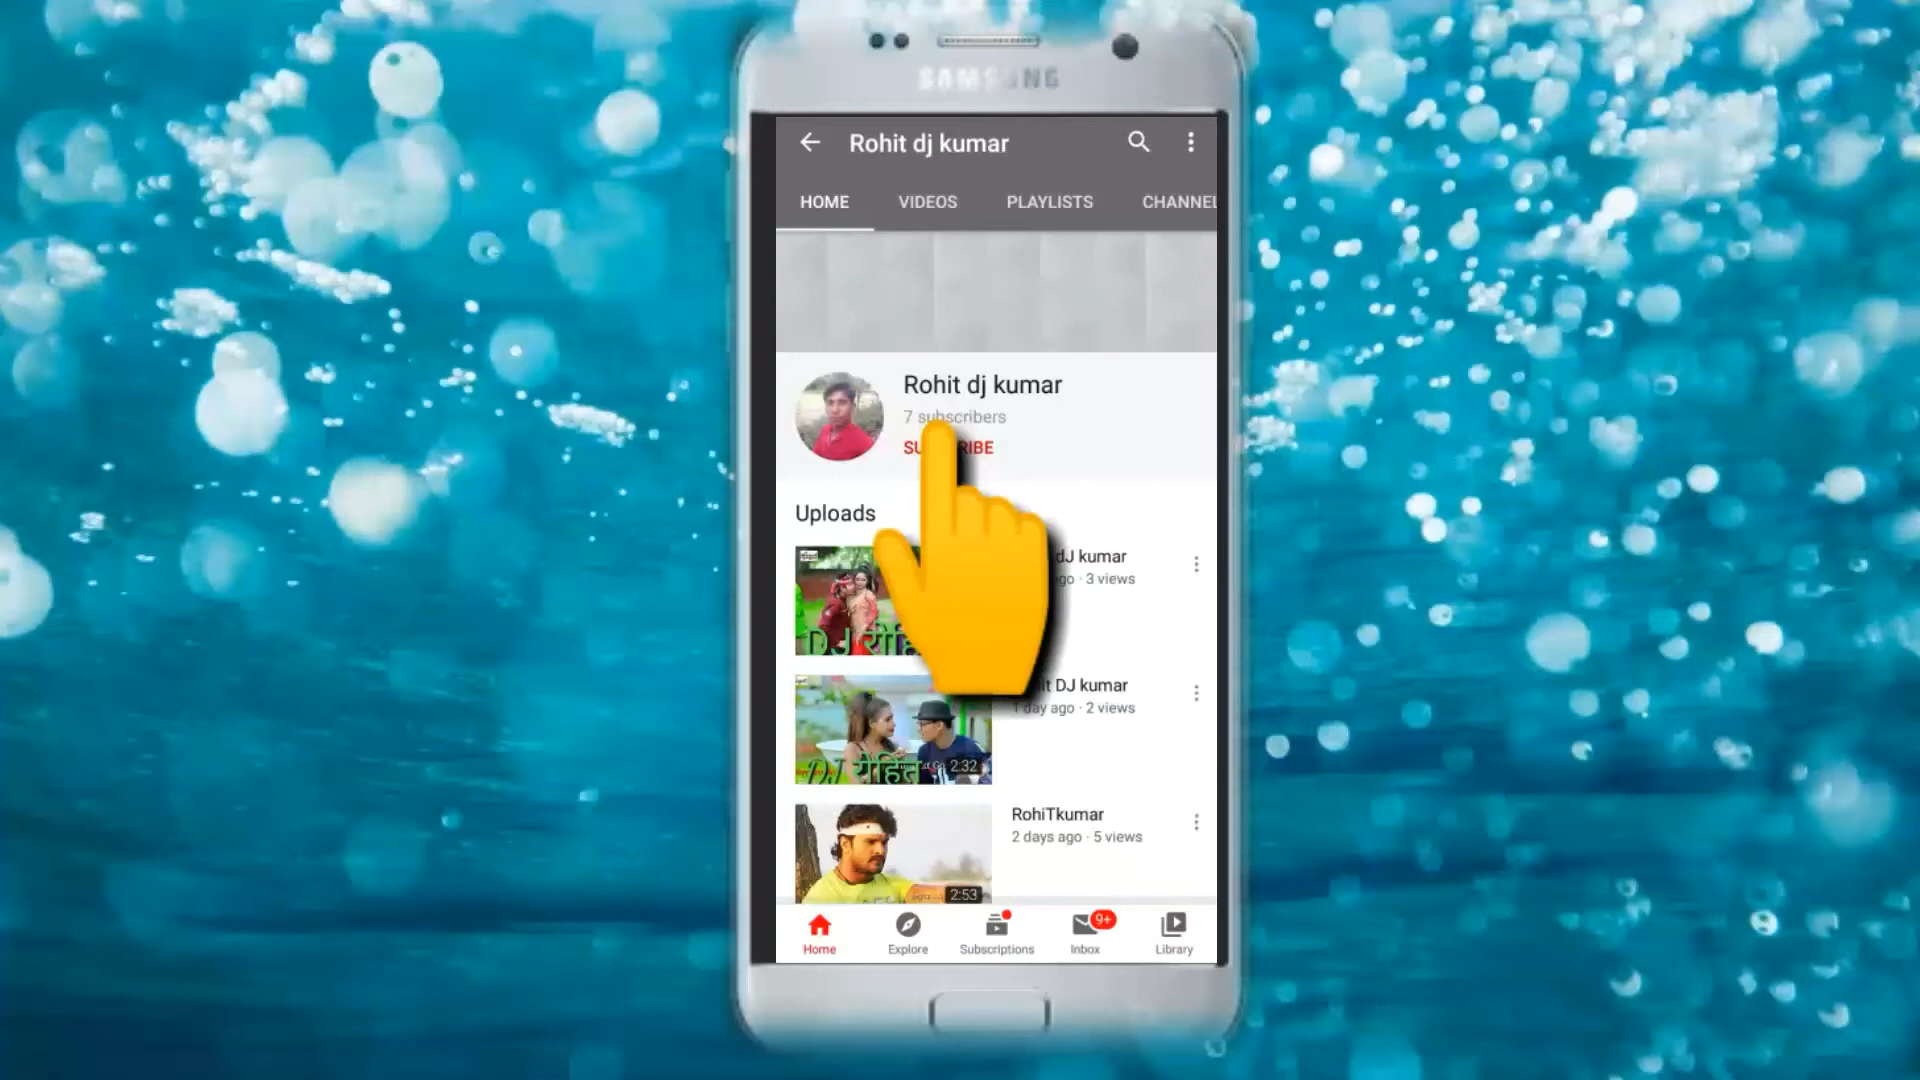 SAMSUNG
Rohit dj kumar
HOME VIDEOS PLAYLISTS CHANNEL
Rohit dj kumar
7 subscribers
Uploads
dJ kumar
3 views
DJ
DJ kumar
1 day ago · 2 views
DJ रोहित
2:32
RohiTkumar
2 days ago · 5 views
2:53
9+
Home Explore Subscriptions Inbox Library